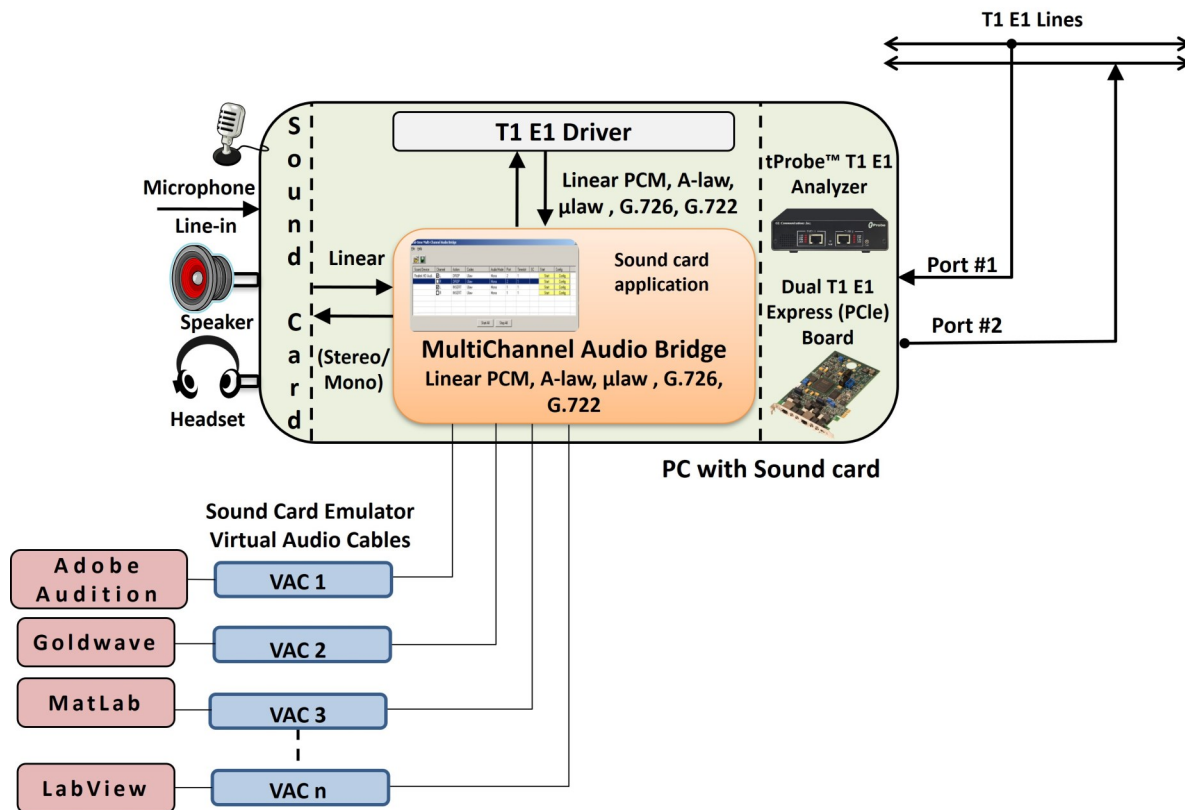 T1 E1 Lines
Sound Card
T1 E1 Driver
tProbe™ T1 E1
Analyzer
Microphone
Line-in
Linear PCM, A-law,
µlaw , G.726, G.722
Linear
Sound card
application
Port #1
Speaker
Dual T1 E1
Express (PCIe)
Board
Port #2
(Stereo/
Mono)
MultiChannel Audio Bridge
Linear PCM, A-law, µlaw , G.726,
G.722
Headset
PC with Sound card
Sound Card Emulator
Virtual Audio Cables
Adobe
Audition
VAC 1
Goldwave
VAC 2
MatLab
VAC 3
LabView
VAC n